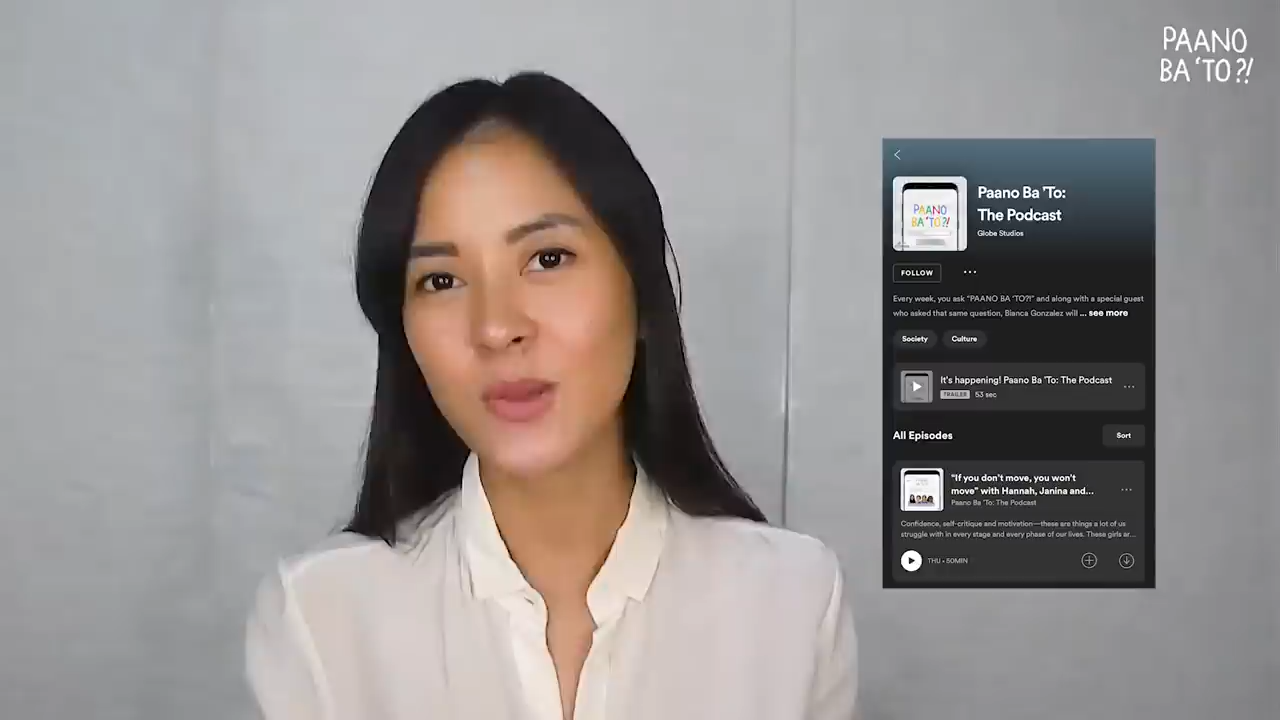 PAANO
BA 'TO?!
Paano Ba 'To:
The Podcast
Globe Studios
PAANO
BA 'TO?!
FOLLOW
Every week, you ask "PAANO BA 'TO?!" and along with a special guest
who asked that same question, Bianca Gonzalez will ... see more
Society
Culture
It's happening! Paano Ba 'To: The Podcast
TRAILER 53 sec
All Episodes
Sort
"If you don't move, you won't
move" with Hannah, Janina and...
Paano Ba 'To: The Podcast
Confidence, self-critique and motivation—these are things a lot of us
struggle with in every stage and every phase of our lives. These girls ar...
THU • 50MIN